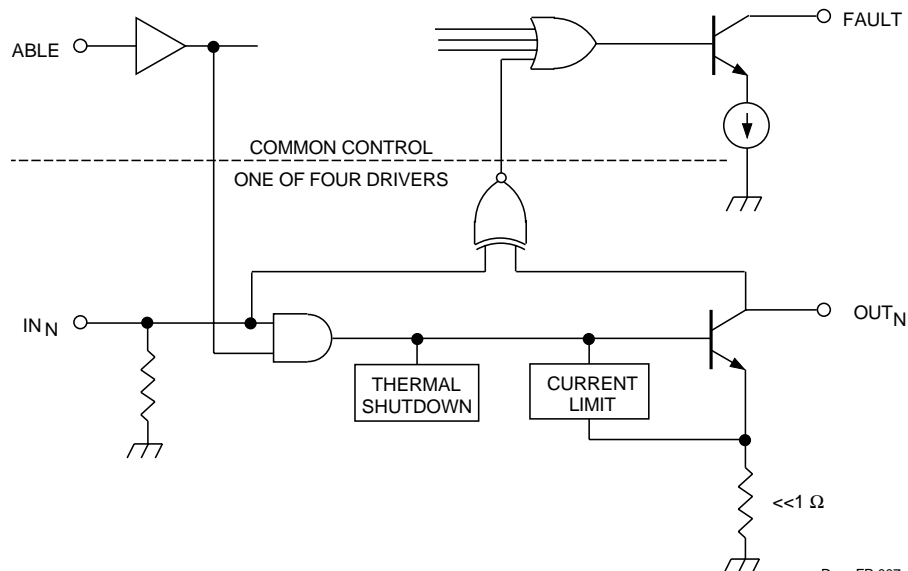 ABLE
FAULT
COMMON CONTROL
ONE OF FOUR DRIVERS
IN N
OUT N
THERMAL
SHUTDOWN
CURRENT
LIMIT
<<1 Ω